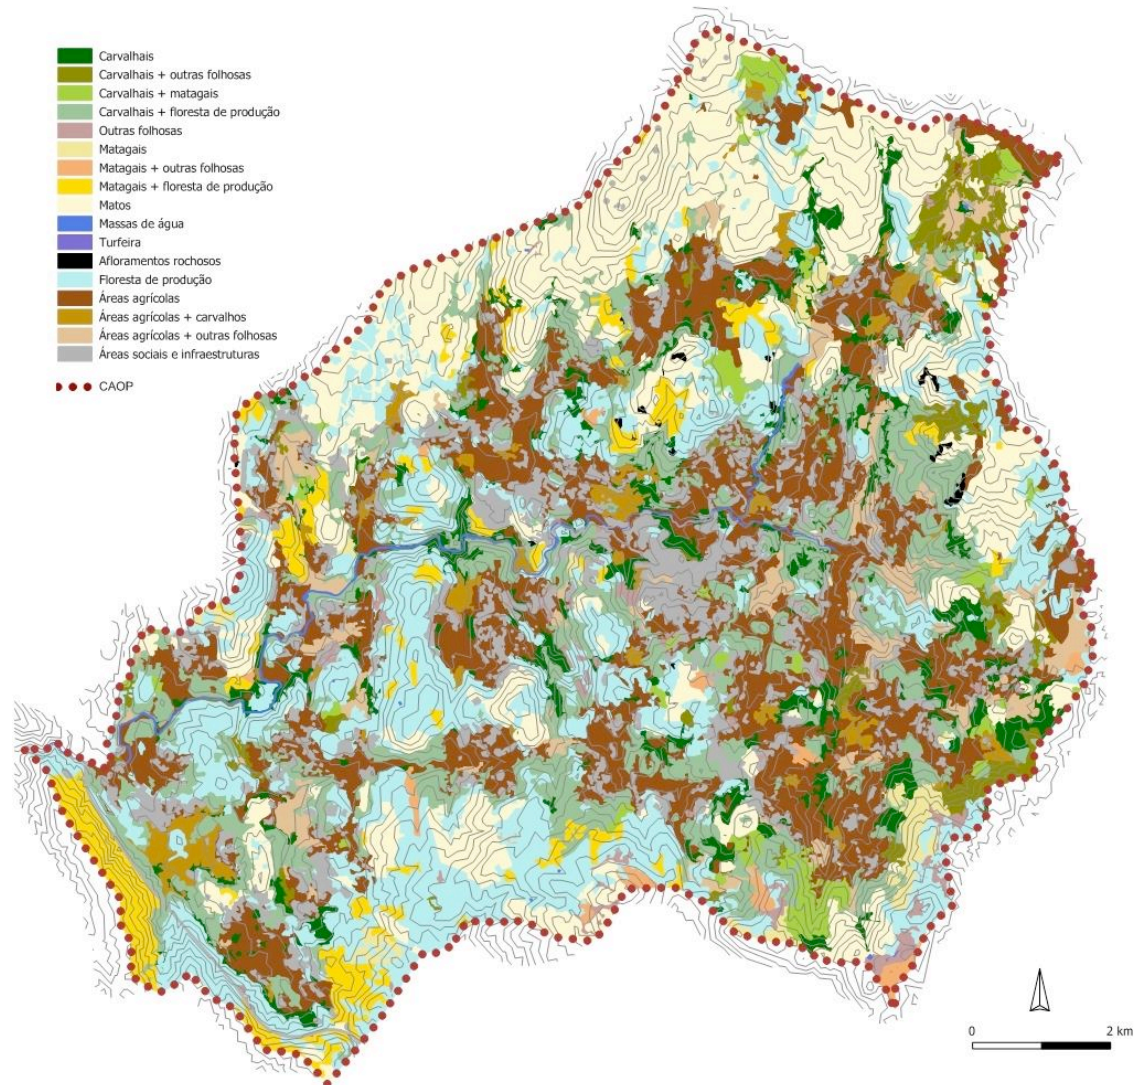 Carvalhais
Carvalhais + outras folhosas
Carvalhais + matagais
Carvalhais + floresta de produção
Outras folhosas
Matagais
Matagais + outras folhosas
Matagais + floresta de produção
Matos
Massas de água
Turfeira
Afloramentos rochosos
Floresta de produção
Áreas agrícolas
Áreas agrícolas + carvalhos
Áreas agrícolas + outras folhosas
Áreas sociais e infraestruturas
CAOP
0 2 km